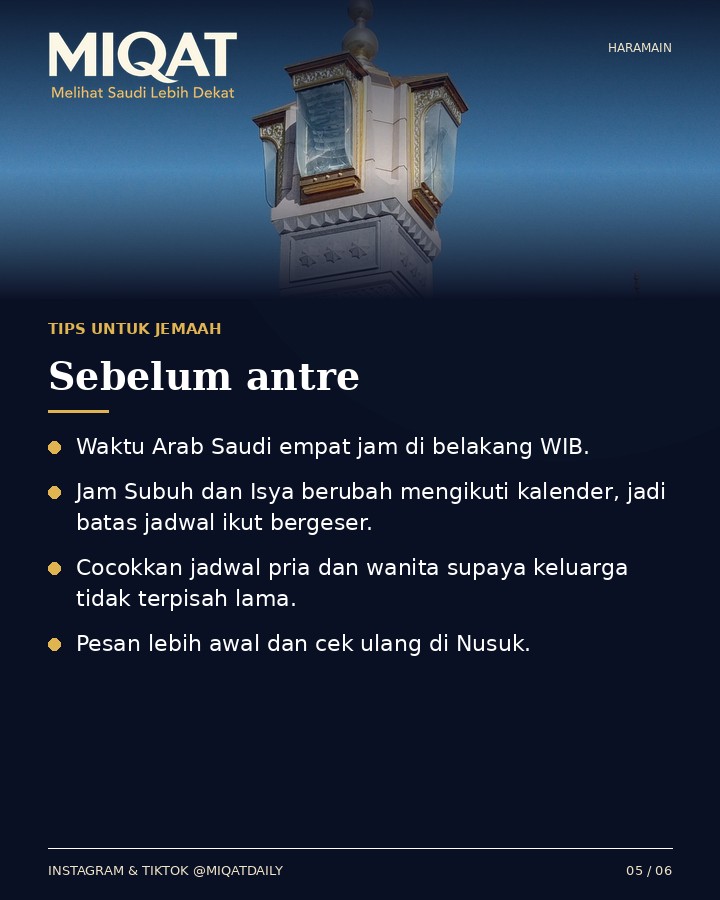 MIQAT
Melihat Saudi Lebih Dekat
HARAMAIN
TIPS UNTUK JEMAAH
Sebelum antre
Waktu Arab Saudi empat jam di belakang WIB.
Jam Subuh dan Isya berubah mengikuti kalender, jadi
batas jadwal ikut bergeser.
Cocokkan jadwal pria dan wanita supaya keluarga
tidak terpisah lama.
Pesan lebih awal dan cek ulang di Nusuk.
INSTAGRAM & TIKTOK @MIQATDAILY
05 / 06